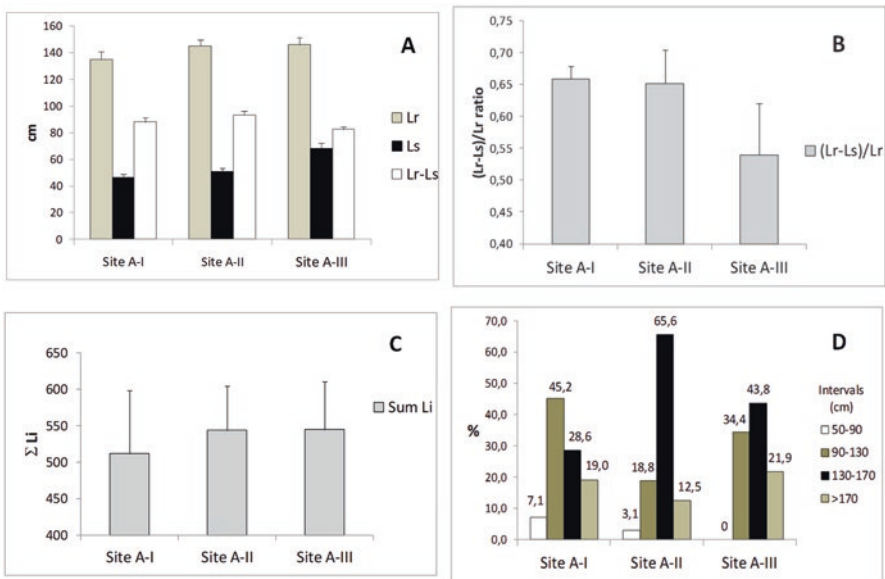 A
160
140
120
100
80
60
40
20
0
cm
Lr
Ls
Lr-Ls
Site A-I
Site A-II
Site A-III
B
0,75
0,70
0,65
0,60
0,55
0,50
0,45
0,40
(Lr-Ls)/Lr ratio
(Lr-Ls)/Lr
Site A-I
Site A-II
Site A-III
C
650
600
550
500
450
400
Σ Li
Sum Li
Site A-I
Site A-II
Site A-III
D
70,0
60,0
50,0
40,0
30,0
20,0
10,0
0,0
%
7,1
45,2
28,6
19,0
3,1
18,8
65,6
12,5
0
34,4
43,8
21,9
Intervals
(cm)
50-90
90-130
130-170
>170
Site A-I
Site A-II
Site A-III